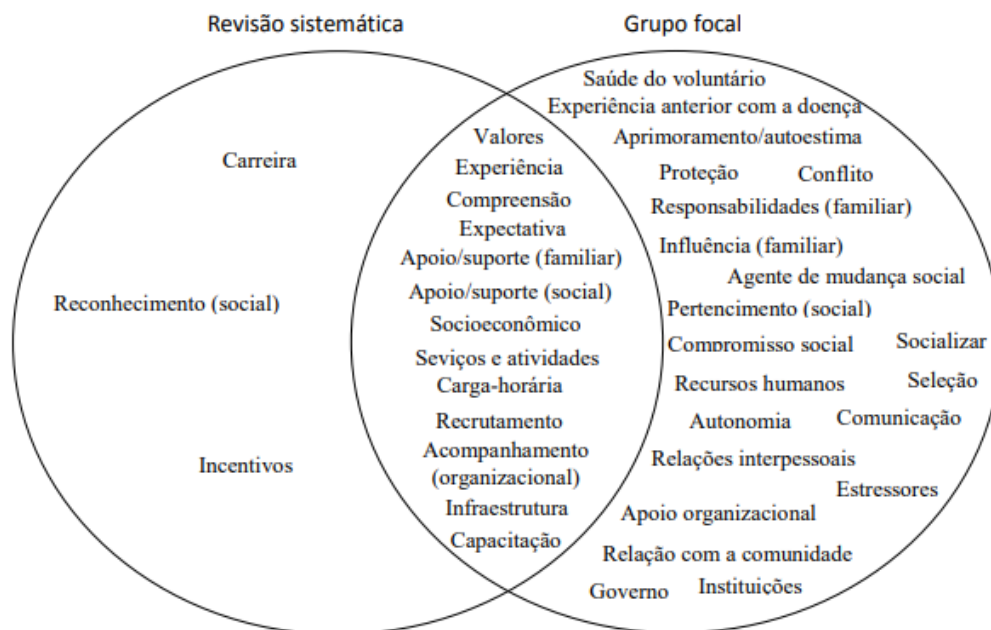 Revisão sistemática
Grupo focal
Carreira
Reconhecimento (social)
Incentivos
Valores
Experiência
Compreensão
Expectativa
Apoio/suporte (familiar)
Apoio/suporte (social)
Socioeconômico
Seviços e atividades
Carga-horária
Recrutamento
Acompanhamento
(organizacional)
Infraestrutura
Capacitação
Saúde do voluntário
Experiência anterior com a doença
Aprimoramento/autoestima
Proteção
Conflito
Responsabilidades (familiar)
Influência (familiar)
Agente de mudança social
Pertencimento (social)
Compromisso social
Socializar
Recursos humanos
Seleção
Autonomia
Comunicação
Relações interpessoais
Estressores
Apoio organizacional
Relação com a comunidade
Governo
Instituições